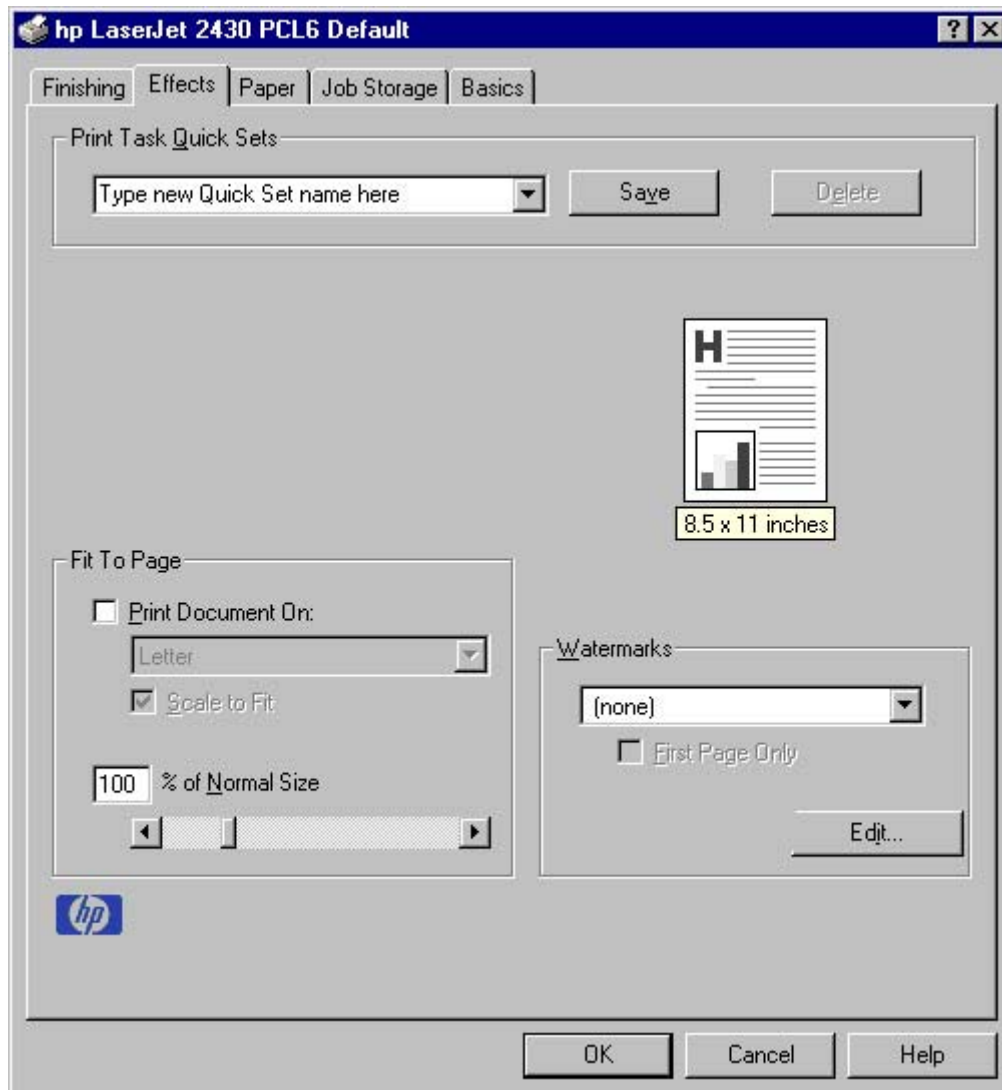 hp LaserJet 2430 PCL6 Default
Finishing Effects Paper Job Storage Basics
Print Task Quick Sets
Type new Quick Set name here Save Delete
H
8.5 x 11 inches
Fit To Page
Print Document On:
Letter
Scale to Fit
100 % of Normal Size
Watermarks
(none)
First Page Only
Edit...
hp
OK Cancel Help